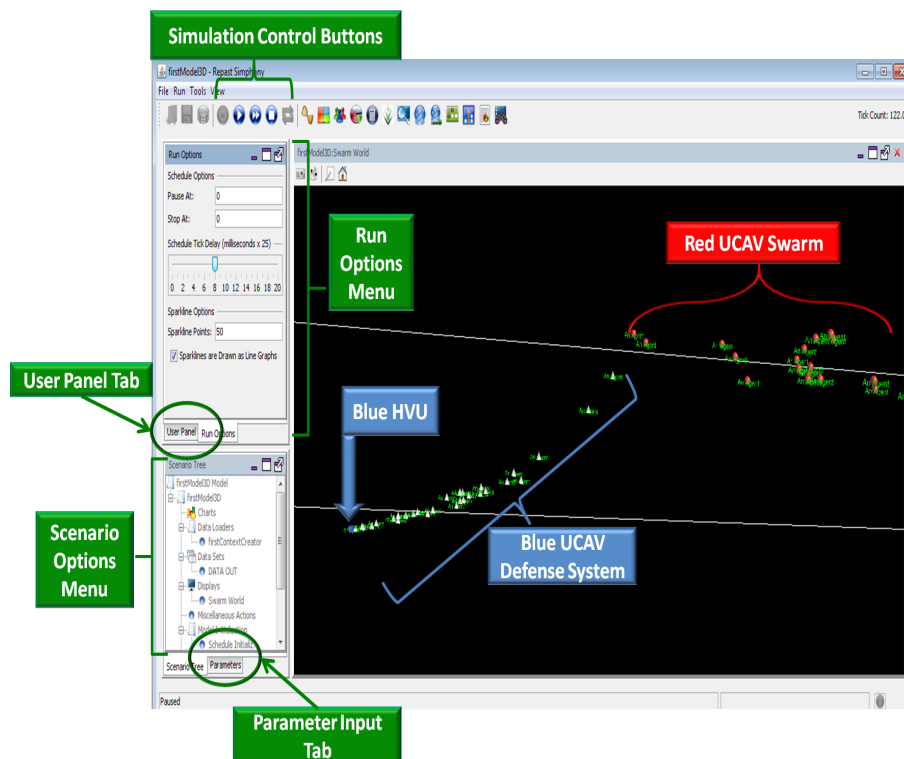 Simulation Control Buttons
firstModel3D - Repast Simphony
File Run Tools View
Tick Count: 122.0
Run Options
Schedule Options
Pause At: 0
Stop At: 0
Schedule Tick Delay (milliseconds x 25)
0 2 4 6 8 10 12 14 16 18 20
Sparkline Options
Sparkline Points: 50
Sparklines are Drawn as Line Graphs
User Panel Run Options
firstModel3D:Swarm World
Run
Options
Menu
Red UCAV Swarm
User Panel Tab
Blue HVU
Blue UCAV
Defense System
Scenario Tree
firstModel3D Model
firstModel3D
Charts
Data Loaders
firstContextCreator
Data Sets
DATA OUT
Displays
Swarm World
Miscellaneous Actions
Model Initialization
Schedule Initializ
Scenario Tree Parameters
Scenario
Options
Menu
Paused
Parameter Input
Tab